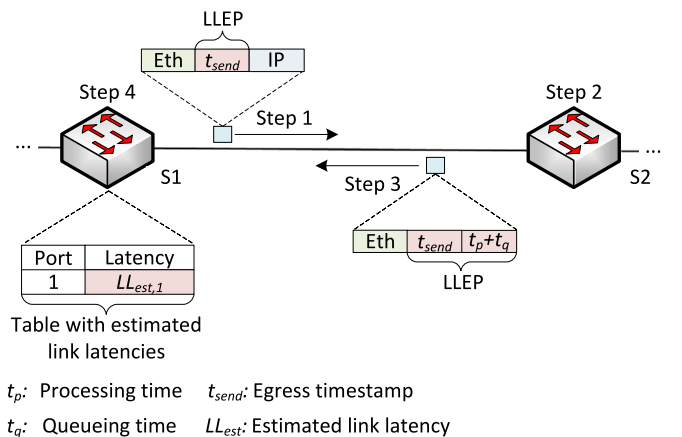 LLEP
Eth t_send IP
Step 4
Step 1
Step 2
...
...
S1
S2
Step 3
Eth t_send t_p+t_q
LLEP
Port Latency
1 LL_est,1
Table with estimated
link latencies
t_p: Processing time t_send: Egress timestamp
t_q: Queueing time LL_est: Estimated link latency